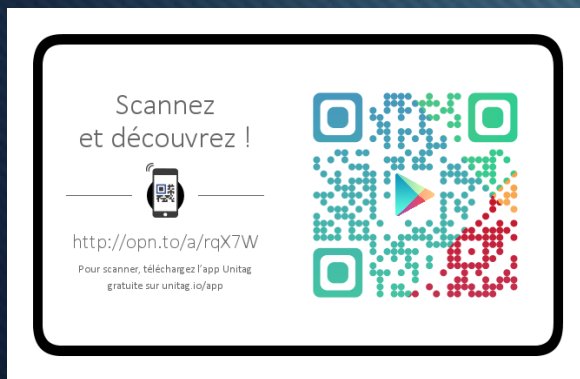 Scannez
et découvrez !
http://opn.to/a/rqX7W
Pour scanner, téléchargez l'app Unitag
gratuite sur unitag.io/app